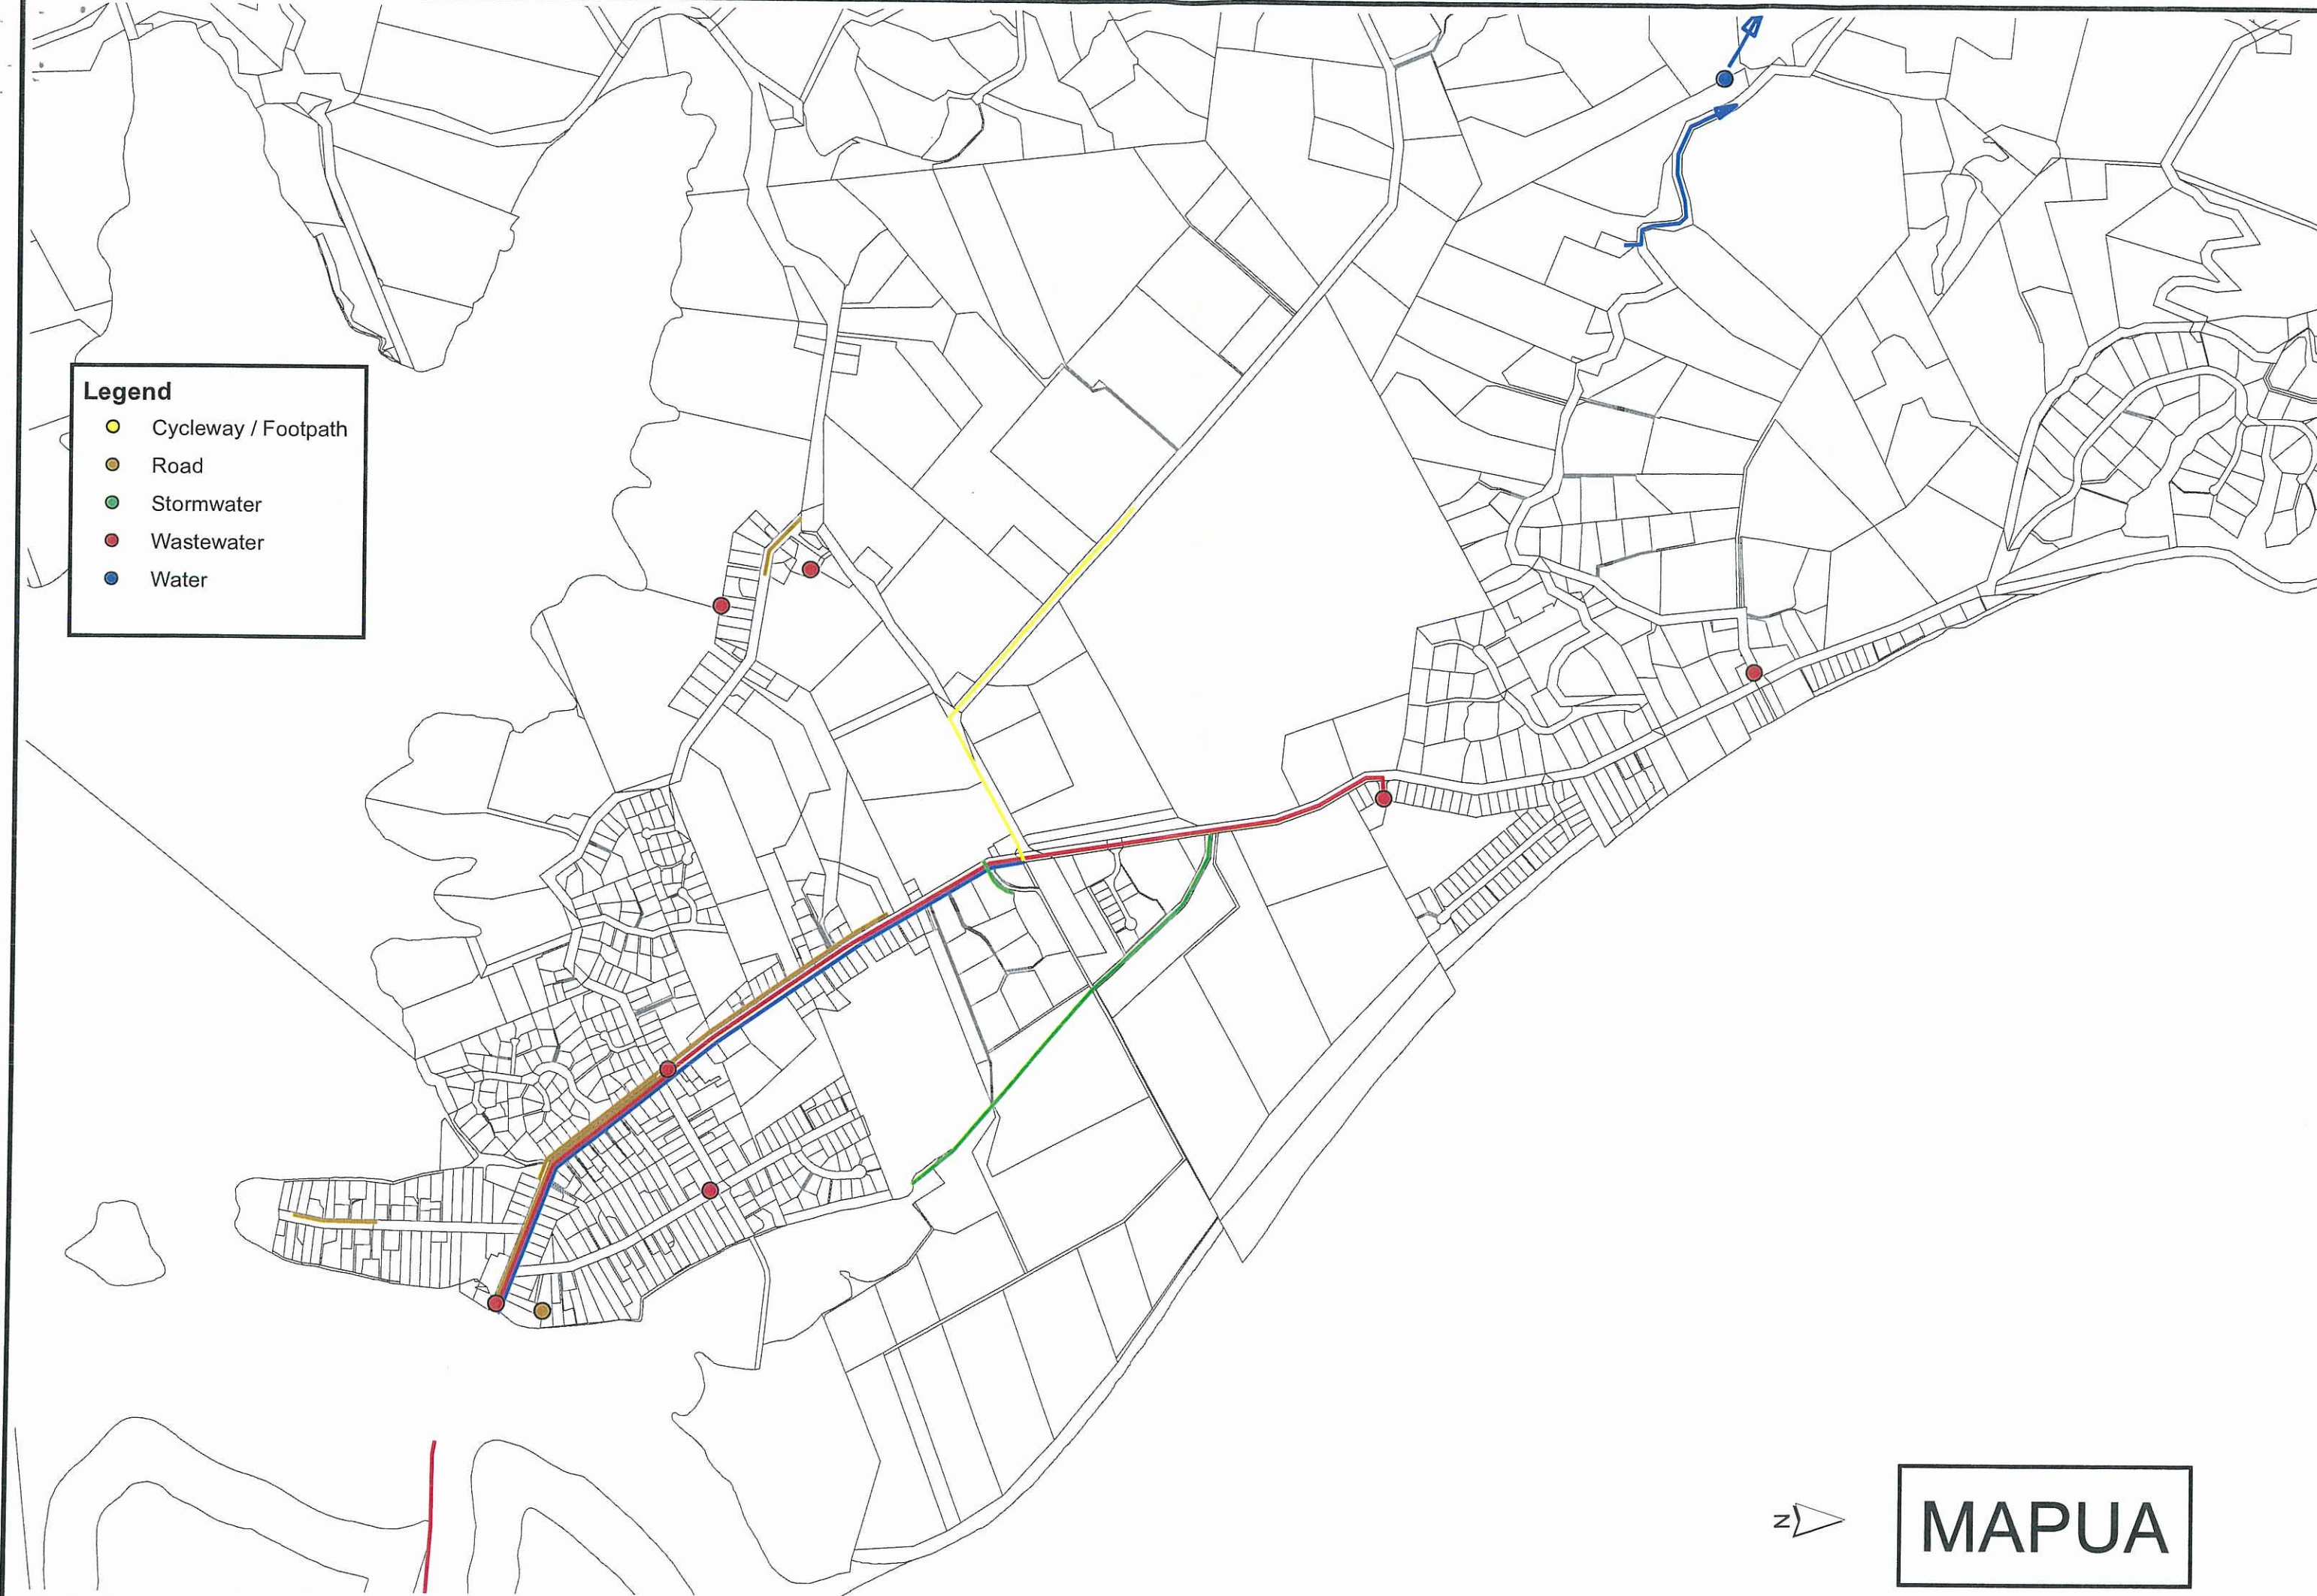 Legend
Cycleway / Footpath
Road
Stormwater
Wastewater
Water
N
MAPUA